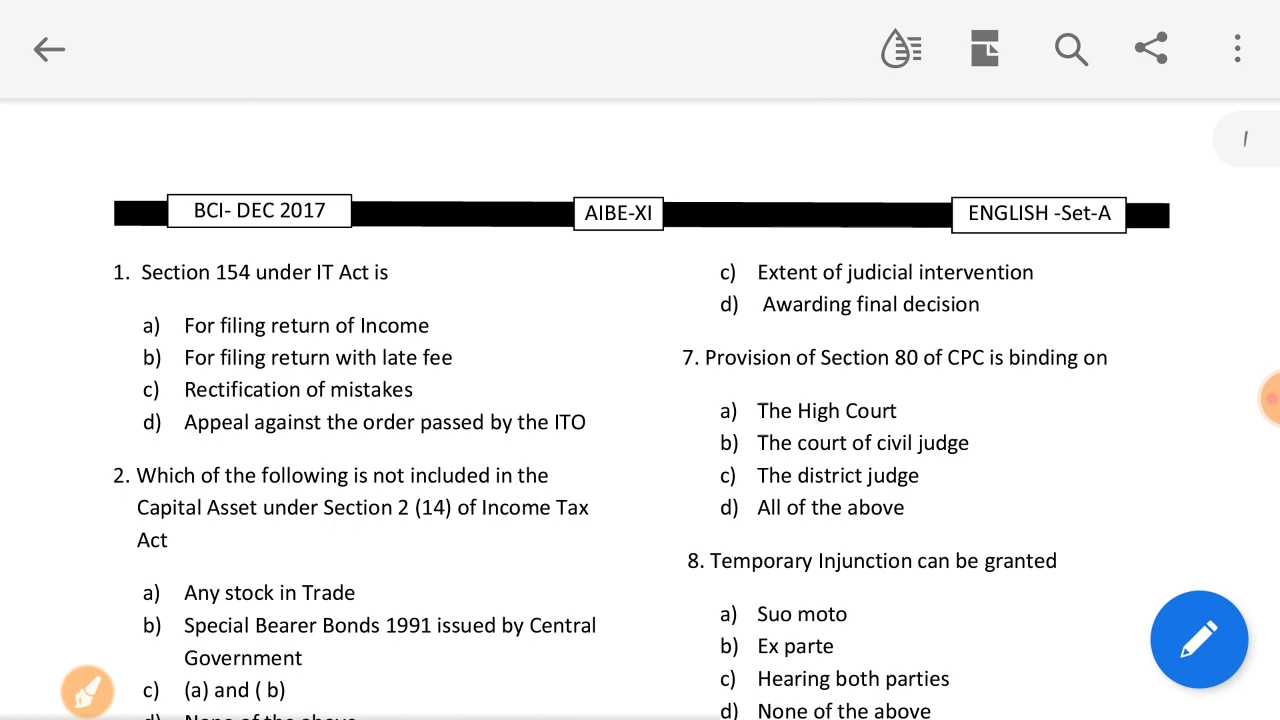 BCI- DEC 2017
AIBE-XI
ENGLISH -Set-A
1. Section 154 under IT Act is
a) For filing return of Income
b) For filing return with late fee
c) Rectification of mistakes
d) Appeal against the order passed by the ITO
2. Which of the following is not included in the
Capital Asset under Section 2 (14) of Income Tax
Act
a) Any stock in Trade
b) Special Bearer Bonds 1991 issued by Central
Government
c) (a) and ( b)
d) None of the above
c) Extent of judicial intervention
d) Awarding final decision
7. Provision of Section 80 of CPC is binding on
a) The High Court
b) The court of civil judge
c) The district judge
d) All of the above
8. Temporary Injunction can be granted
a) Suo moto
b) Ex parte
c) Hearing both parties
d) None of the above